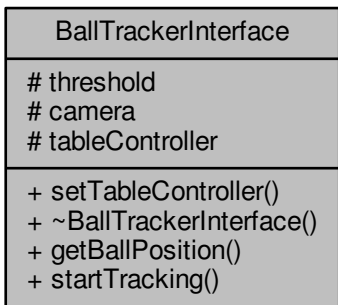 BallTrackerInterface
# threshold
# camera
# tableController
+ setTableController()
+ ~BallTrackerInterface()
+ getBallPosition()
+ startTracking()